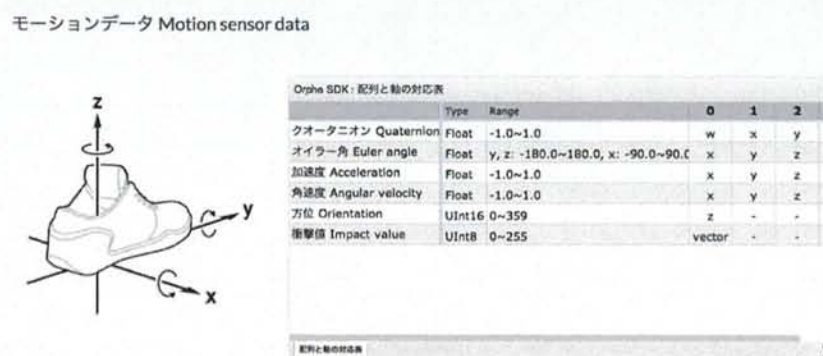 モーションデータ Motion sensor data
z
y
x
Orphe SDK: 配列と軸の対応表
Type Range 0 1 2
クオータニオン Quaternion Float -1.0~1.0 w x y
オイラー角 Euler angle Float y, z: -180.0~180.0, x: -90.0~90.0 x y z
加速度 Acceleration Float -1.0~1.0 x y z
角速度 Angular velocity Float -1.0~1.0 x y z
方位 Orientation UInt16 0~359 z - -
衝撃値 Impact value UInt8 0~255 vector - -
配列と軸の対応表